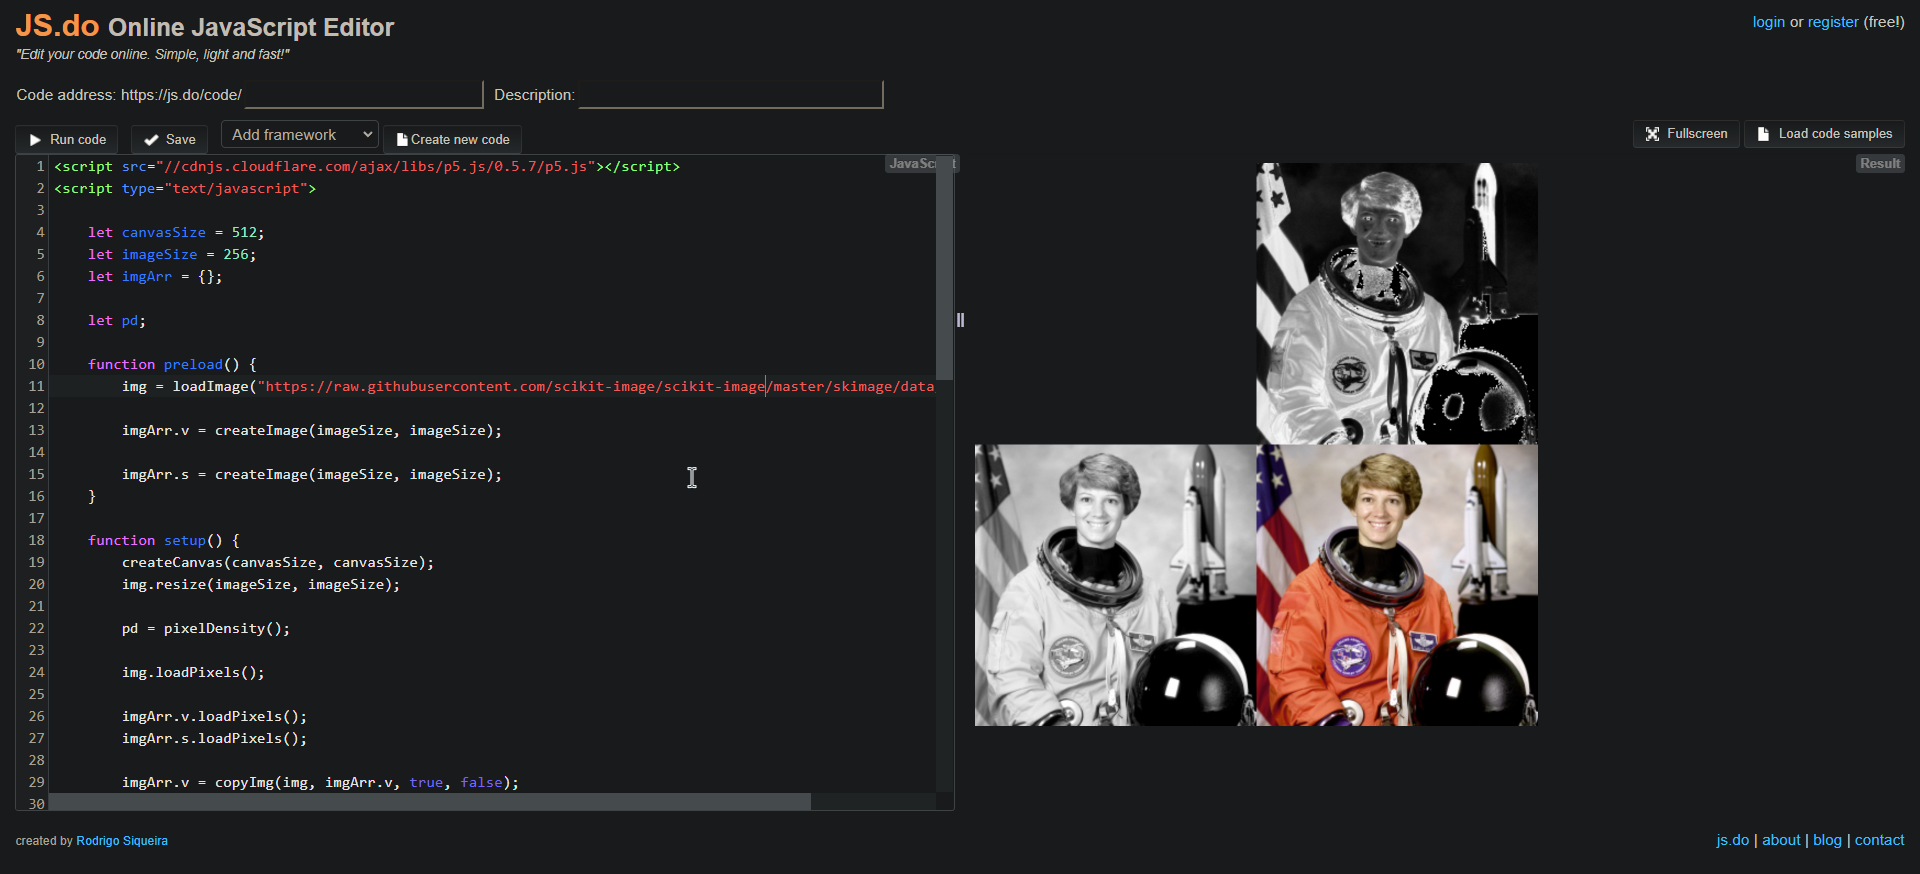 JS.do Online JavaScript Editor
login or register (free!)
"Edit your code online. Simple, light and fast!"
Code address: https://js.do/code/
Description:
Run code
Save
Add framework
Create new code
Fullscreen
Load code samples
JavaScript
Result
1 <script src="//cdnjs.cloudflare.com/ajax/libs/p5.js/0.5.7/p5.js"></script>
2 <script type="text/javascript">
3
4 let canvasSize = 512;
5 let imageSize = 256;
6 let imgArr = {};
7
8 let pd;
9
10 function preload() {
11 img = loadImage("https://raw.githubusercontent.com/scikit-image/scikit-image/master/skimage/data
12
13 imgArr.v = createImage(imageSize, imageSize);
14
15 imgArr.s = createImage(imageSize, imageSize);
16 }
17
18 function setup() {
19 createCanvas(canvasSize, canvasSize);
20 img.resize(imageSize, imageSize);
21
22 pd = pixelDensity();
23
24 img.loadPixels();
25
26 imgArr.v.loadPixels();
27 imgArr.s.loadPixels();
28
29 imgArr.v = copyImg(img, imgArr.v, true, false);
30
created by Rodrigo Siqueira
js.do | about | blog | contact